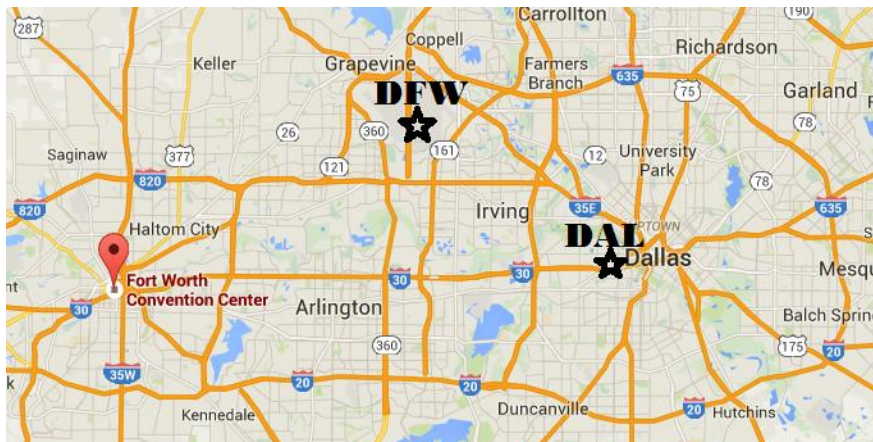 287
Keller
Coppell
Grapevine
Carrollton
190
Richardson
Farmers
Branch
635
75
Garland
DFW
26
360
161
78
Saginaw
377
121
12
University
Park
820
820
78
Haltom City
Irving
35E
PTOWN
635
DAL
Dallas
Mesq
Fort Worth
Convention Center
30
30
30
Arlington
Balch Spring
360
175
20
35W
20
20
20
Kennedale
Duncanville
Hutchins